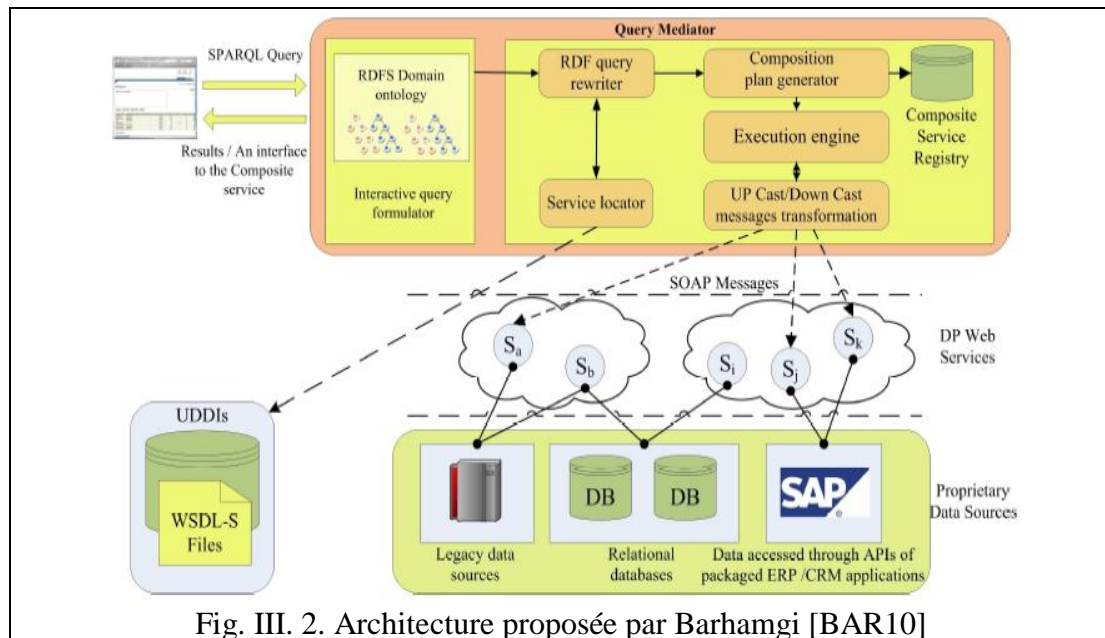 Query Mediator
SPARQL Query
Results / An interface
to the Composite
service
RDFS Domain
ontology
Interactive query
formulator
RDF query
rewriter
Service locator
Composition
plan generator
Execution engine
UP Cast/Down Cast
messages transformation
Composite
Service
Registry
SOAP Messages
DP Web
Services
Sa
Sb
Si
Sj
Sk
UDDIs
WSDL-S
Files
DB
DB
SAP
Legacy data
sources
Relational
databases
Data accessed through APIs of
packaged ERP /CRM applications
Proprietary
Data Sources
Fig. III. 2. Architecture proposée par Barhamgi [BAR10]